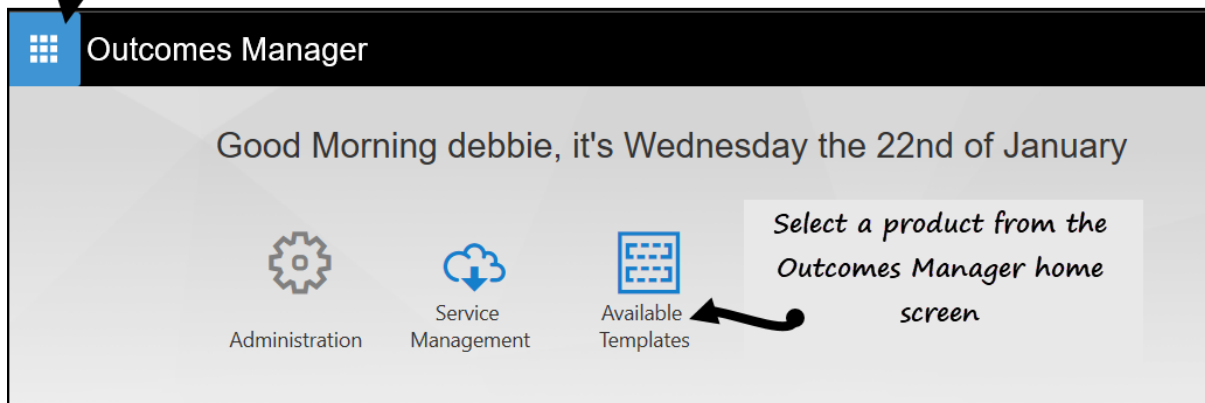 Outcomes Manager
Good Morning debbie, it's Wednesday the 22nd of January
Select a product from the
Outcomes Manager home
screen
Administration
Service
Management
Available
Templates